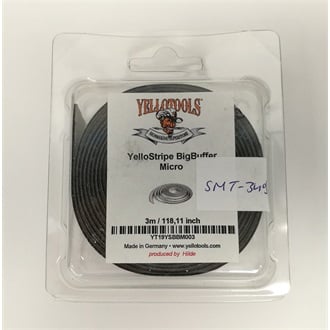 YELLOTOOLS
YelloStripe BigBuffer
Micro
SMT-349
3m / 118,11 inch
YT19YSBBM003
Made in Germany • www.yellotools.com
produced by Hilde